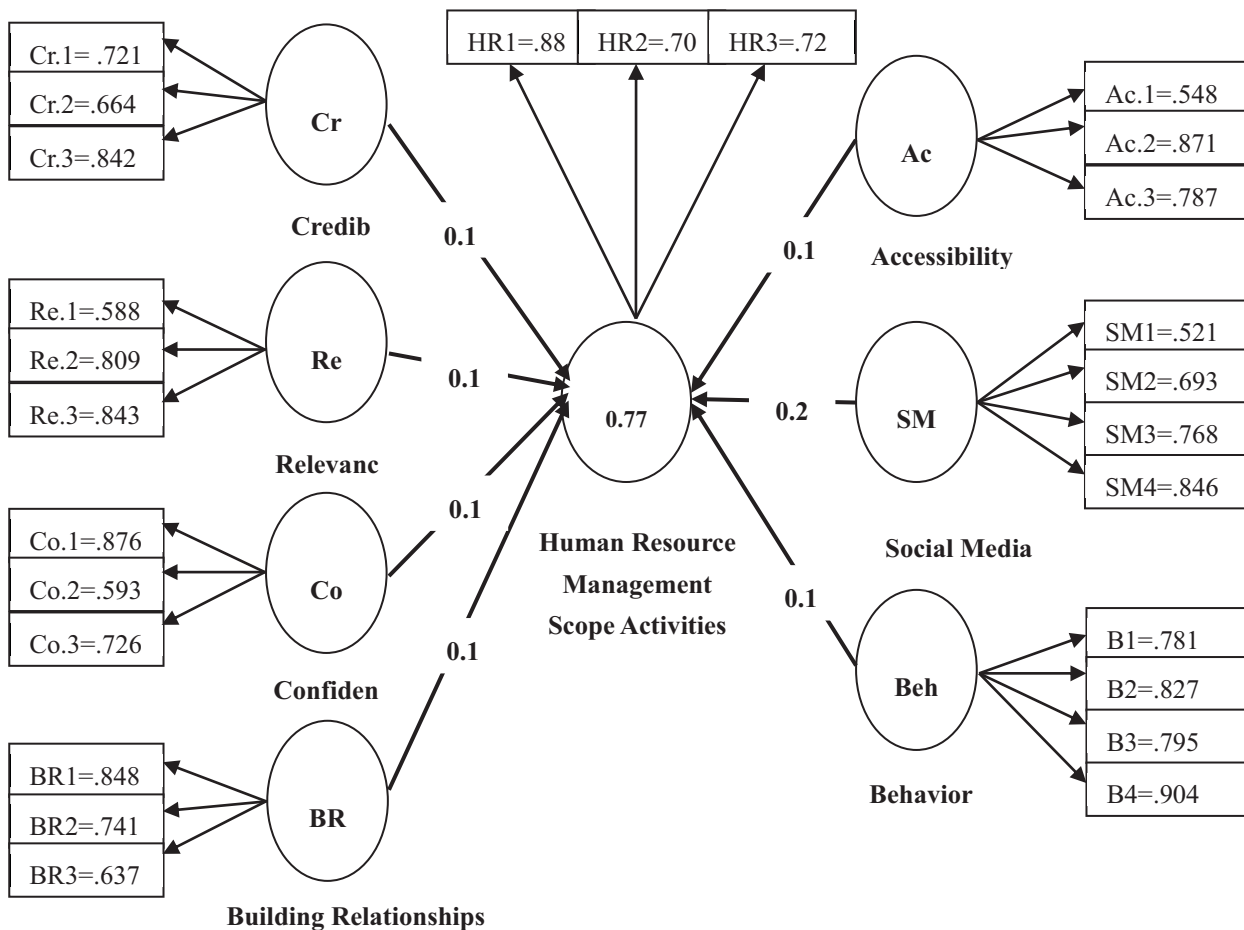 Cr.1= .721
Cr.2=.664
Cr.3=.842
Cr
Credib
0.1
Re.1=.588
Re.2=.809
Re.3=.843
Re
Relevanc
0.1
Co.1=.876
Co.2=.593
Co.3=.726
Co
Confiden
0.1
BR1=.848
BR2=.741
BR3=.637
BR
Building Relationships
0.1
HR1=.88
HR2=.70
HR3=.72
0.77
Human Resource
Management
Scope Activities
Ac
Accessibility
0.1
Ac.1=.548
Ac.2=.871
Ac.3=.787
SM
Social Media
0.2
SM1=.521
SM2=.693
SM3=.768
SM4=.846
Beh
Behavior
0.1
B1=.781
B2=.827
B3=.795
B4=.904